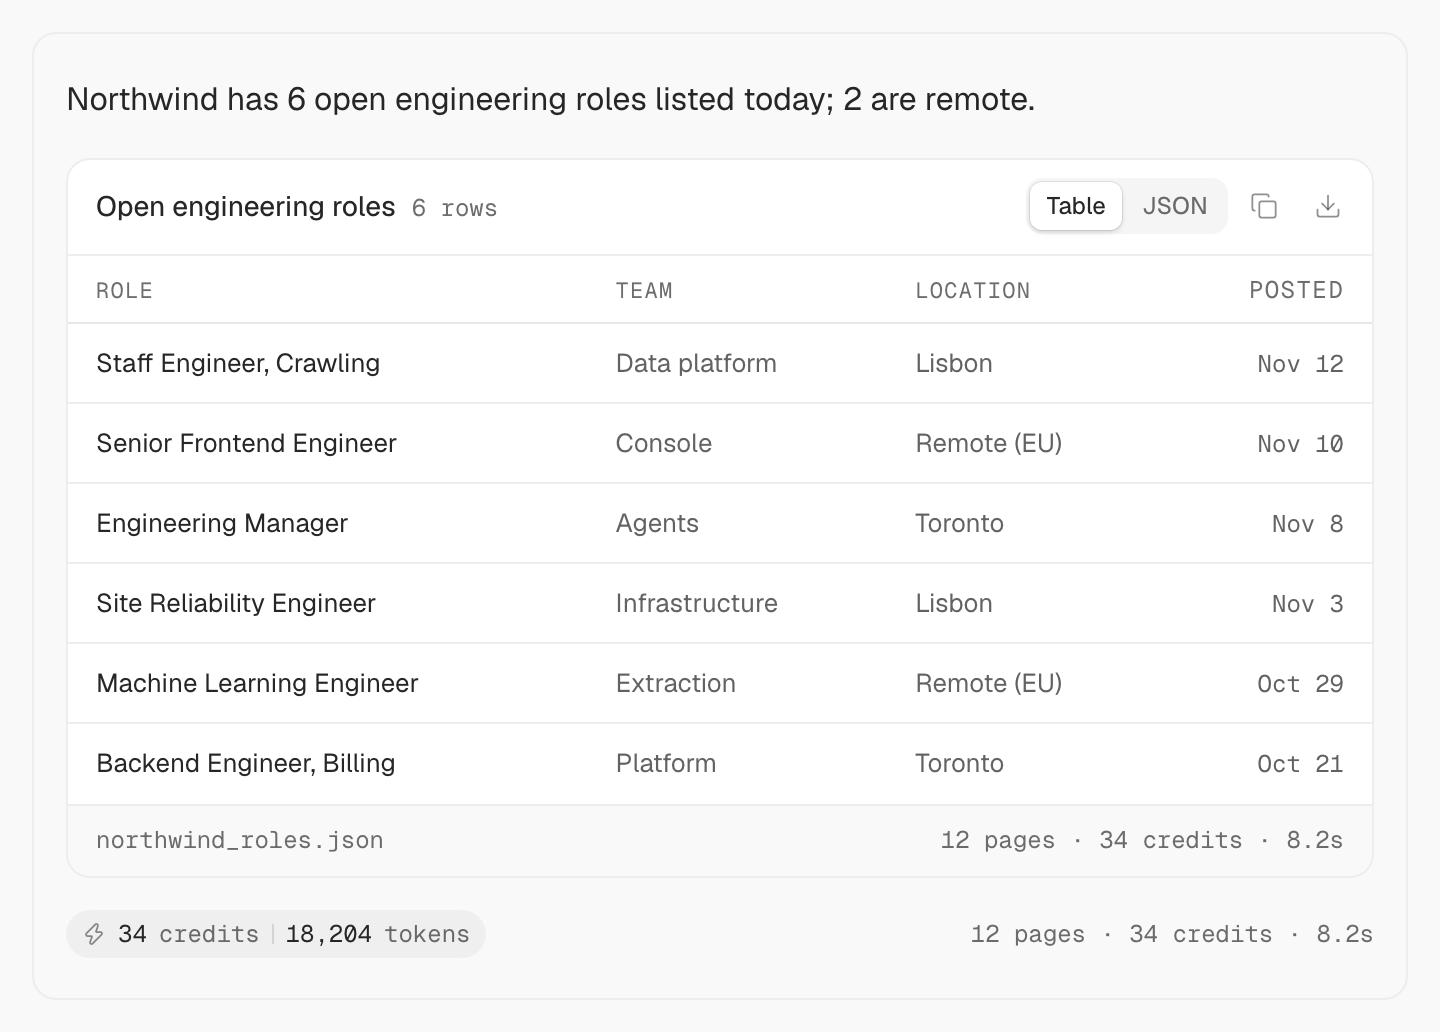 Northwind has 6 open engineering roles listed today; 2 are remote.
Open engineering roles 6 rows Table JSON
ROLE TEAM LOCATION POSTED
Staff Engineer, Crawling Data platform Lisbon Nov 12
Senior Frontend Engineer Console Remote (EU) Nov 10
Engineering Manager Agents Toronto Nov 8
Site Reliability Engineer Infrastructure Lisbon Nov 3
Machine Learning Engineer Extraction Remote (EU) Oct 29
Backend Engineer, Billing Platform Toronto Oct 21
northwind_roles.json 12 pages · 34 credits · 8.2s
34 credits | 18,204 tokens 12 pages · 34 credits · 8.2s